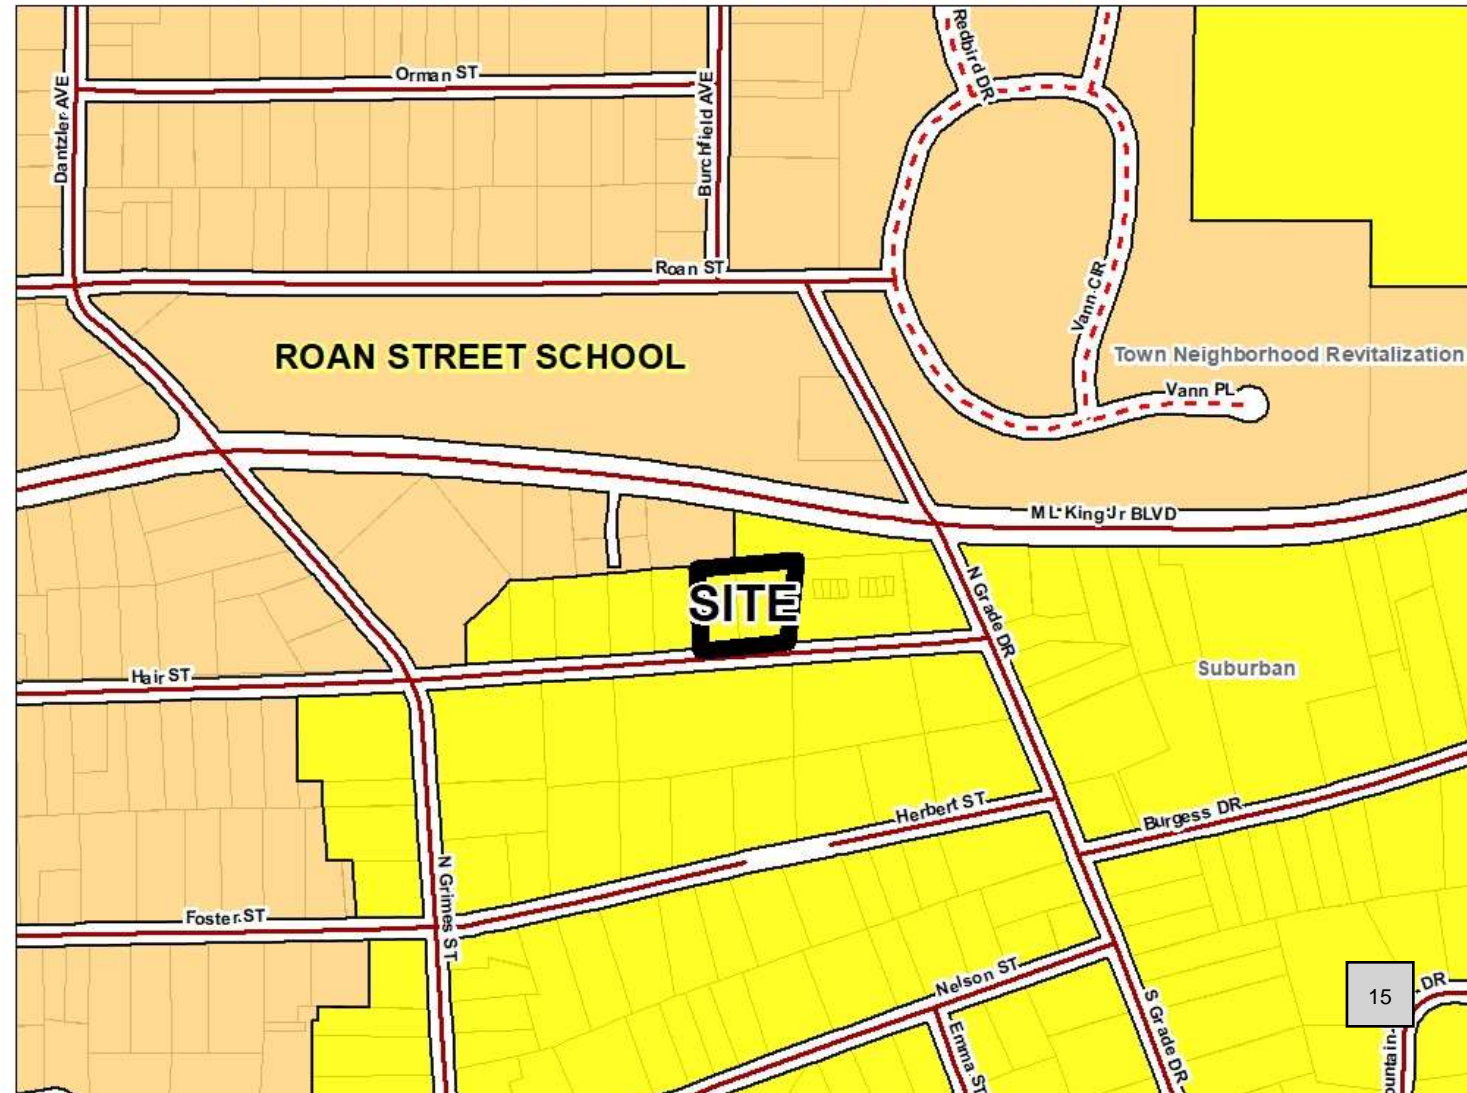 Redbird DR
Orman ST
Dantzler AVE
Burchfield AVE
Roan ST
Vann CIR
ROAN STREET SCHOOL
Town Neighborhood Revitalization
Vann PL
ML King Jr BLVD
SITE
N Grade DR
Hair ST
Suburban
Herbert ST
Burgess DR
N Grimes ST
Foster ST
Nelson ST
15
DR
S Grade DR
Emma ST
ountain